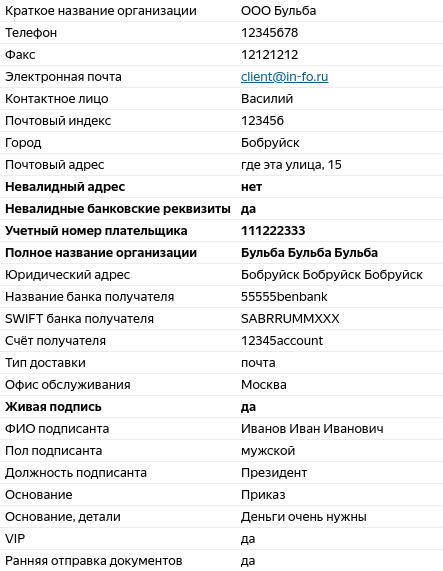 Краткое название организации ООО Бульба
Телефон 12345678
Факс 12121212
Электронная почта client@in-fo.ru
Контактное лицо Василий
Почтовый индекс 123456
Город Бобруйск
Почтовый адрес где эта улица, 15
Невалидный адрес нет
Невалидные банковские реквизиты да
Учетный номер плательщика 111222333
Полное название организации Бульба Бульба Бульба
Юридический адрес Бобруйск Бобруйск Бобруйск
Название банка получателя 55555benbank
SWIFT банка получателя SABRRUMMXXX
Счёт получателя 12345account
Тип доставки почта
Офис обслуживания Москва
Живая подпись да
ФИО подписанта Иванов Иван Иванович
Пол подписанта мужской
Должность подписанта Президент
Основание Приказ
Основание, детали Деньги очень нужны
VIP да
Ранняя отправка документов да